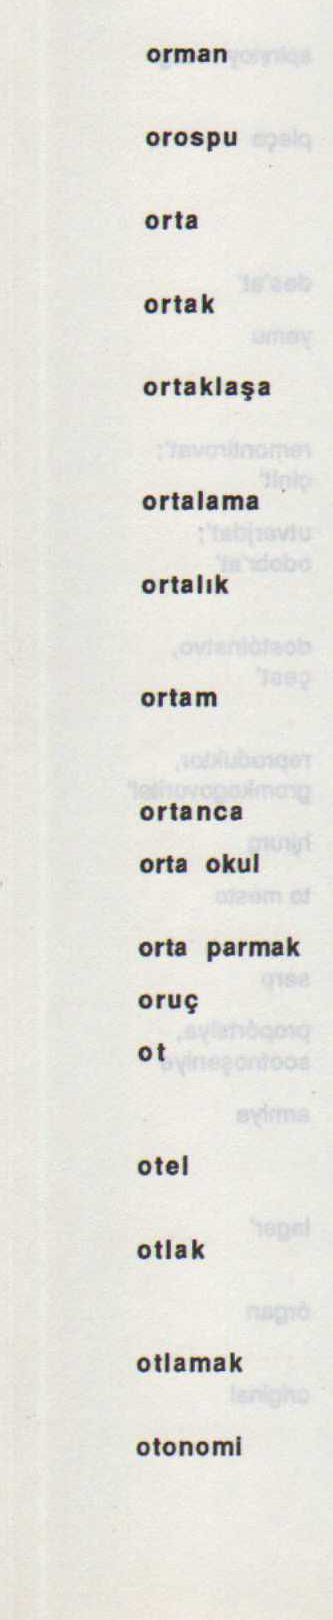 orman
orospu
orta
ortak
ortaklaşa
ortalama
ortalık
ortam
ortanca
orta okul
orta parmak
oruç
ot
otel
otlak
otlamak
otonomi